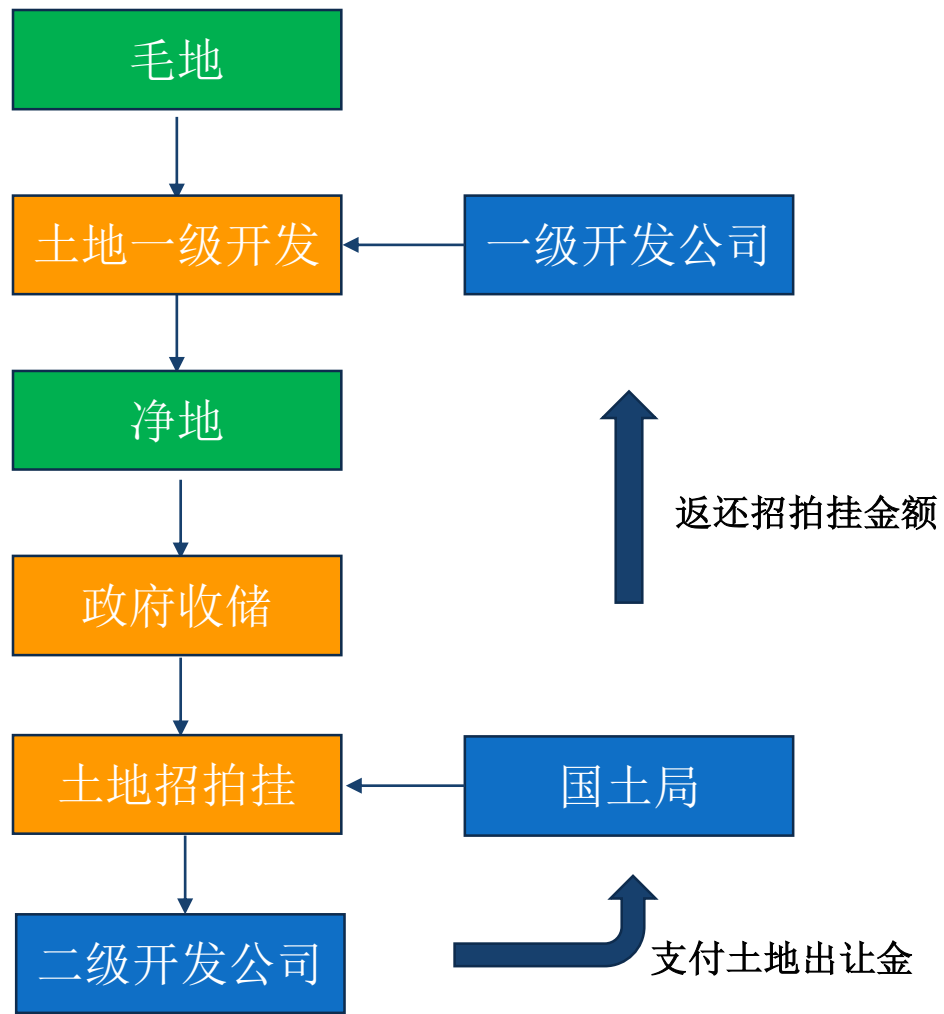 毛地
土地一级开发
一级开发公司
净地
返还招拍挂金额
政府收储
土地招拍挂
国土局
二级开发公司
支付土地出让金